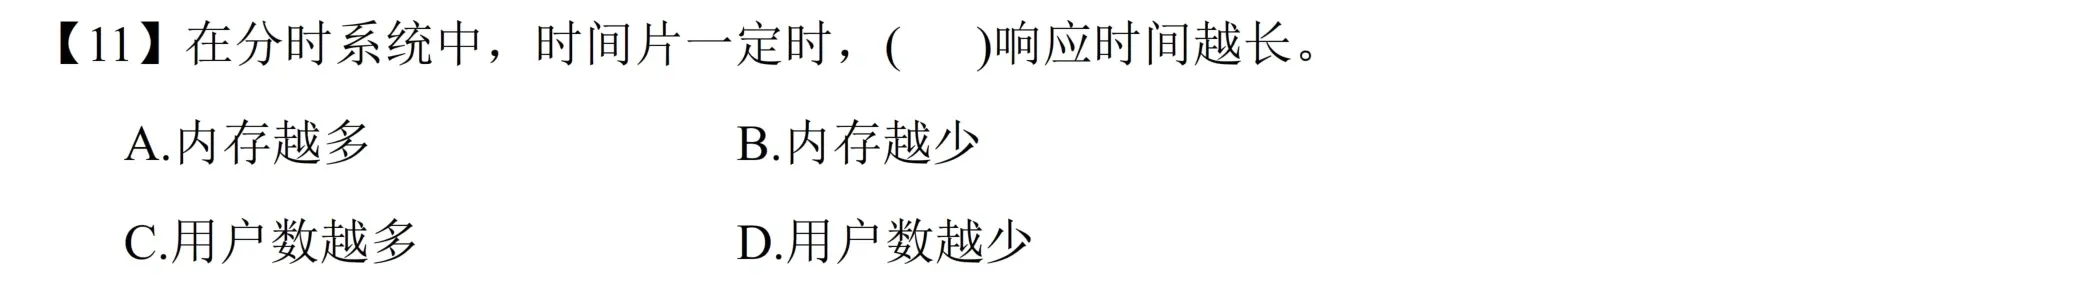 【11】在分时系统中，时间片一定时，( )响应时间越长。
A.内存越多 B.内存越少
C.用户数越多 D.用户数越少